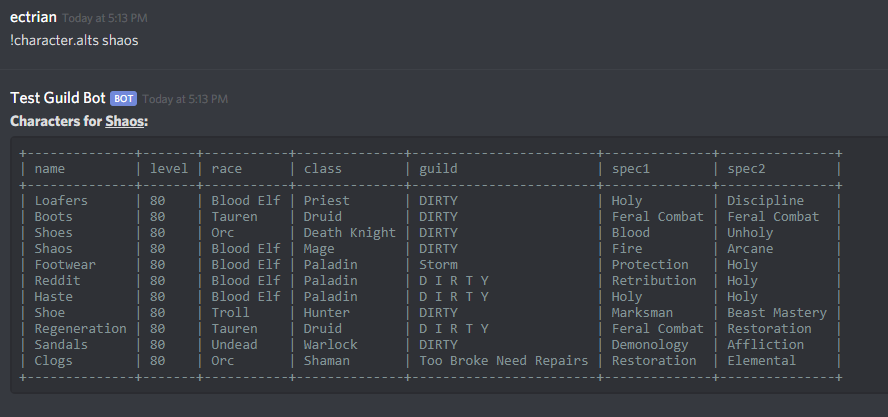 ectrian Today at 5:13 PM
!character.alts shaos
Test Guild Bot BOT Today at 5:13 PM
Characters for Shaos:
+--------------+-------+-----------+--------------+-----------------------+--------------+---------------+
| name         | level | race      | class        | guild                 | spec1        | spec2         |
+--------------+-------+-----------+--------------+-----------------------+--------------+---------------+
| Loafers      | 80    | Blood Elf | Priest       | DIRTY                 | Holy         | Discipline    |
| Boots        | 80    | Tauren    | Druid        | DIRTY                 | Feral Combat | Feral Combat  |
| Shoes        | 80    | Orc       | Death Knight | DIRTY                 | Blood        | Unholy        |
| Shaos        | 80    | Blood Elf | Mage         | DIRTY                 | Fire         | Arcane        |
| Footwear     | 80    | Blood Elf | Paladin      | Storm                 | Protection   | Holy          |
| Reddit       | 80    | Blood Elf | Paladin      | D I R T Y             | Retribution  | Holy          |
| Haste        | 80    | Blood Elf | Paladin      | D I R T Y             | Holy         | Holy          |
| Shoe         | 80    | Troll     | Hunter       | DIRTY                 | Marksman     | Beast Mastery |
| Regeneration | 80    | Tauren    | Druid        | D I R T Y             | Feral Combat | Restoration   |
| Sandals      | 80    | Undead    | Warlock      | DIRTY                 | Demonology   | Affliction    |
| Clogs        | 80    | Orc       | Shaman       | Too Broke Need Repairs | Restoration  | Elemental     |
+--------------+-------+-----------+--------------+-----------------------+--------------+---------------+